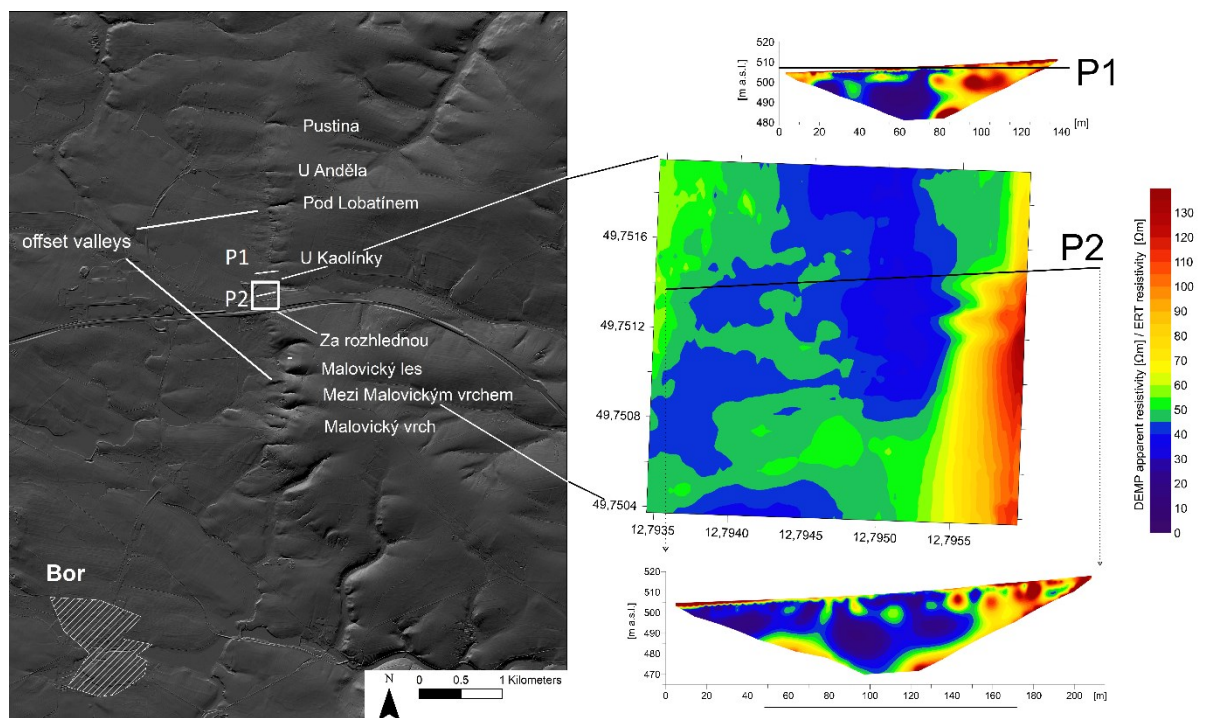 Pustina
U Anděla
Pod Lobatínem
offset valleys
P1
U Kaolínky
P2
Za rozhlednou
Malovický les
Mezi Malovickým vrchem
Malovický vrch
Bor
N
0 0.5 1 Kilometers
520
510
500
490
480
[m a.s.l.]
0 20 40 60 80 100 120 140 [m]
P1
49,7516
49,7512
49,7508
49,7504
12,7935 12,7940 12,7945 12,7950 12,7955
P2
130
120
110
100
90
80
70
60
50
40
30
20
10
0
DEMP apparent resistivity [Ωm] / ERT resistivity [Ωm]
520
510
500
490
480
470
[m a.s.l.]
0 20 40 60 80 100 120 140 160 180 200 [m]